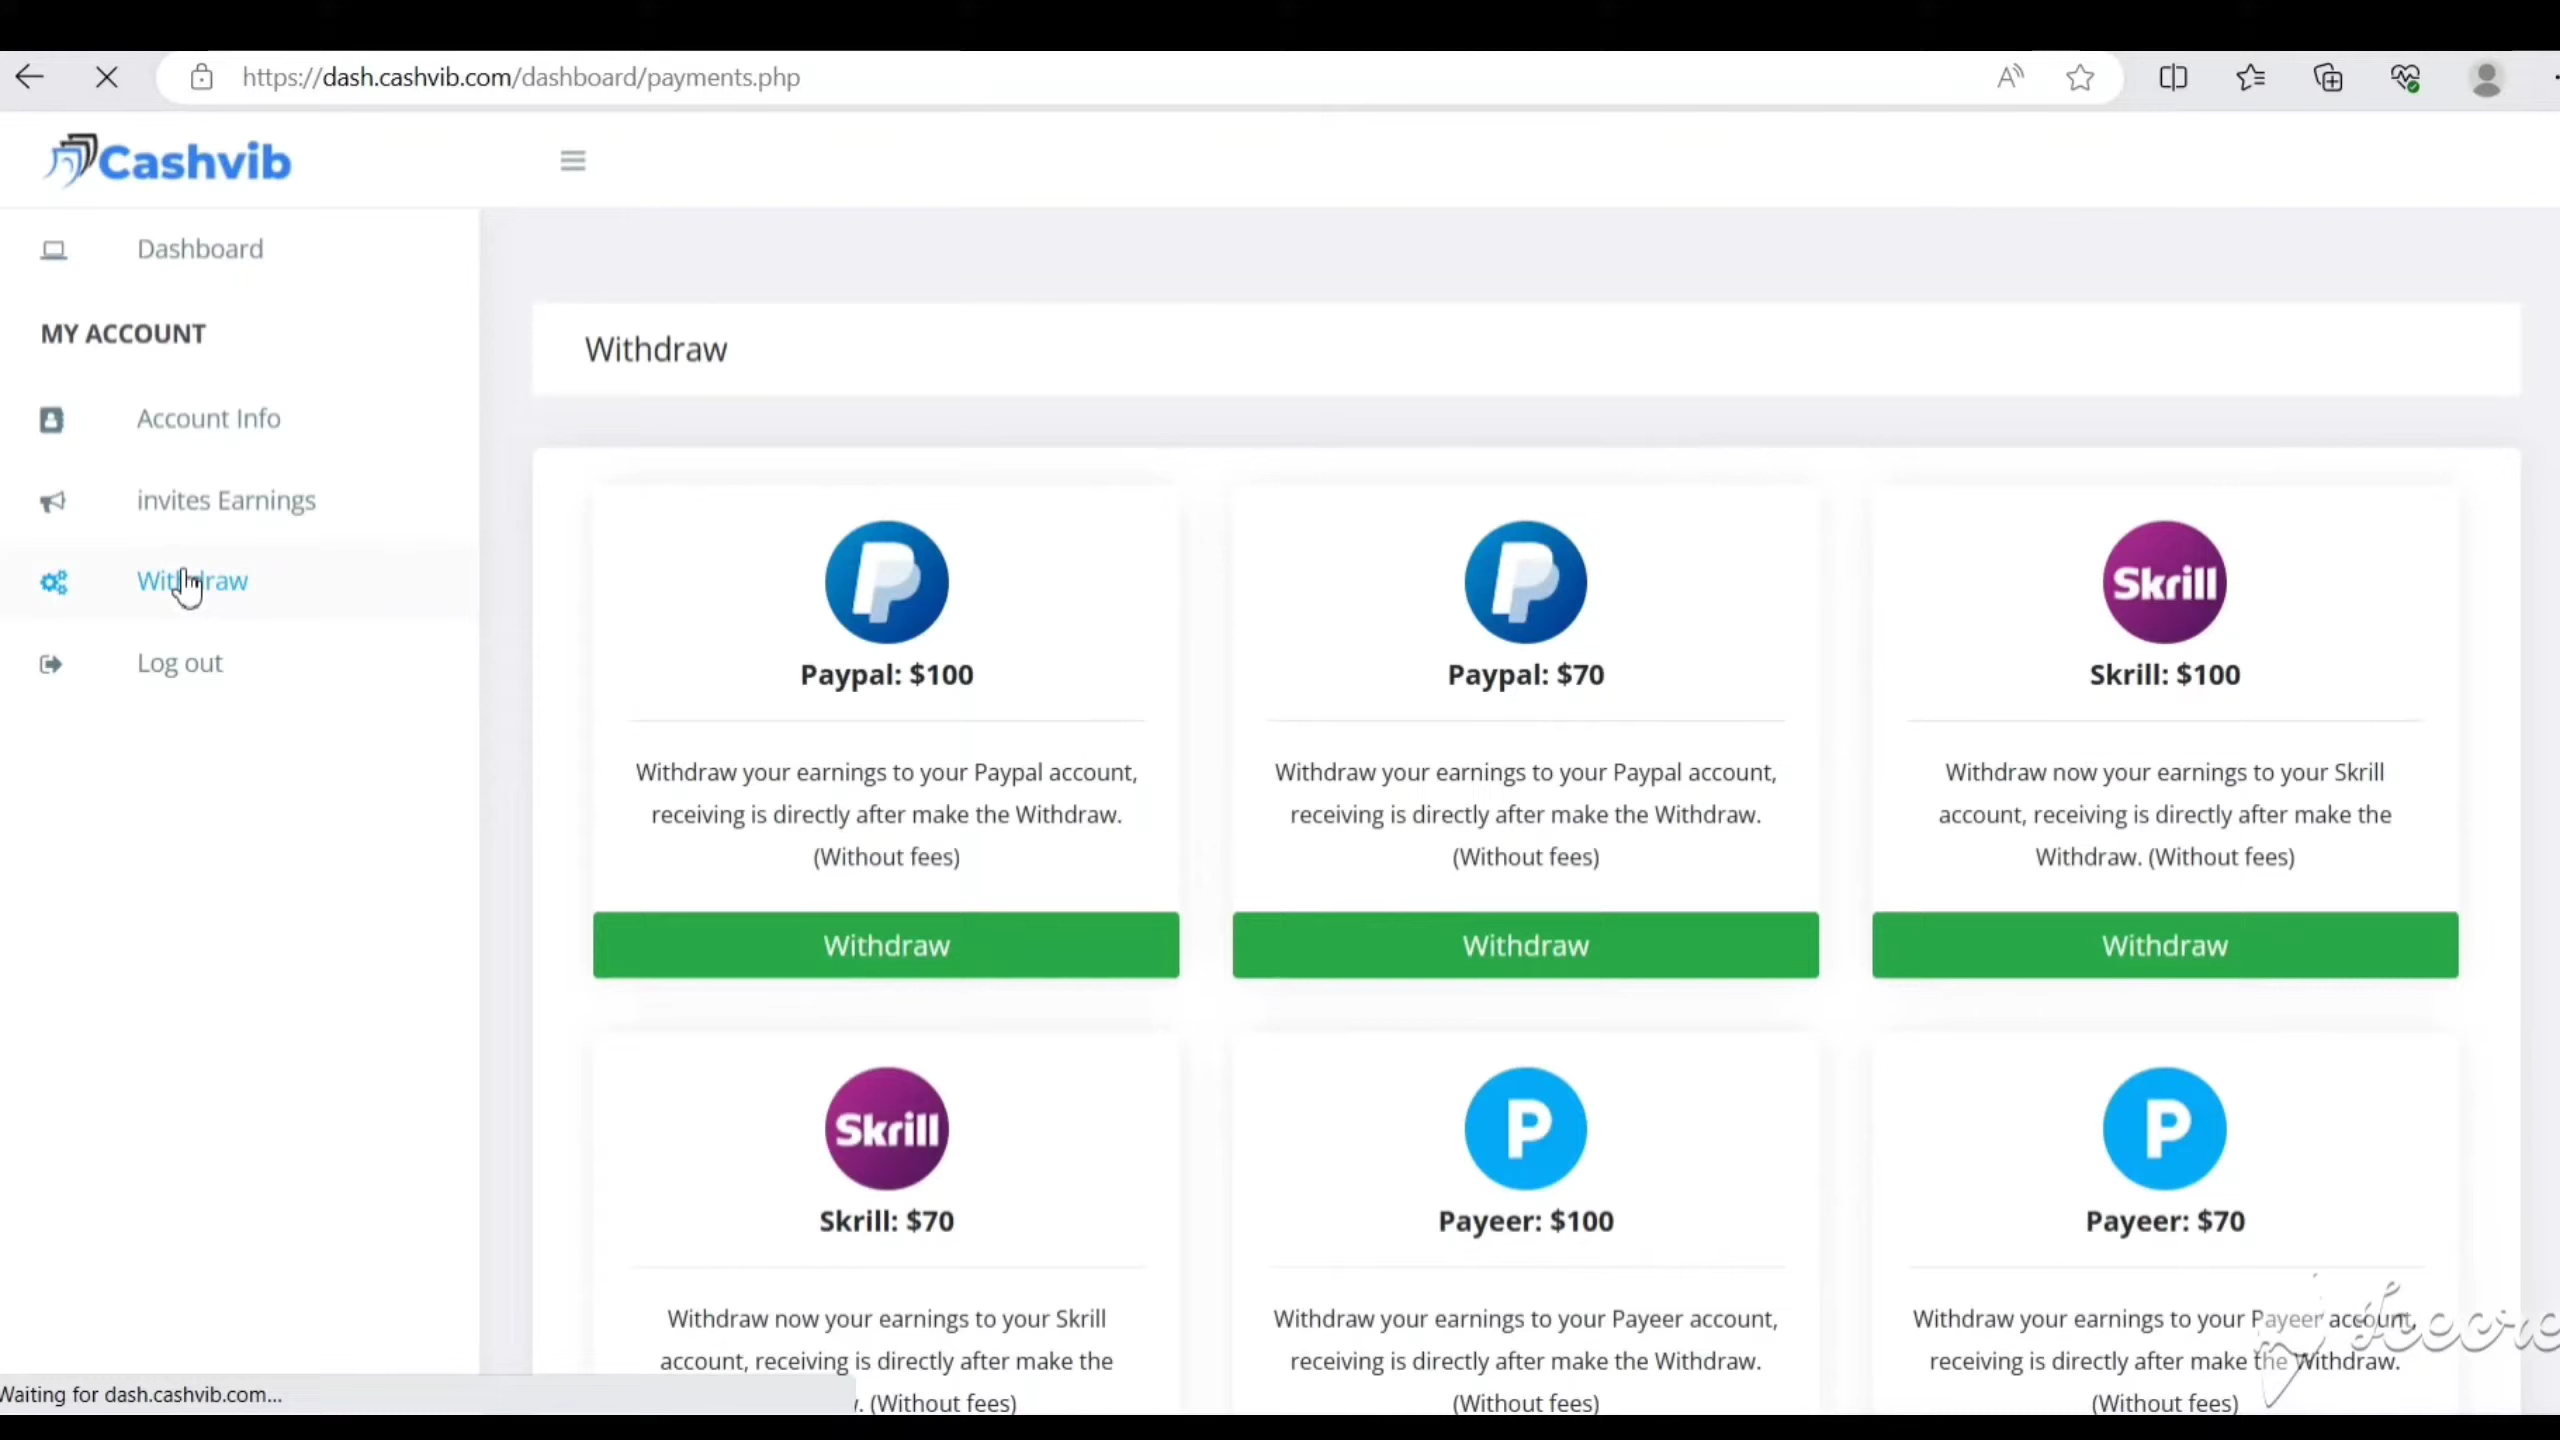 https://dash.cashvib.com/dashboard/payments.php
Cashvib
Dashboard
MY ACCOUNT
Account Info
invites Earnings
Withdraw
Log out
Withdraw
Paypal: $100
Withdraw your earnings to your Paypal account,
receiving is directly after make the Withdraw.
(Without fees)
Withdraw
Paypal: $70
Withdraw your earnings to your Paypal account,
receiving is directly after make the Withdraw.
(Without fees)
Withdraw
Skrill
Skrill: $100
Withdraw now your earnings to your Skrill
account, receiving is directly after make the
Withdraw. (Without fees)
Withdraw
Skrill
Skrill: $70
Withdraw now your earnings to your Skrill
account, receiving is directly after make the
(Without fees)
P
Payeer: $100
Withdraw your earnings to your Payeer account,
receiving is directly after make the Withdraw.
(Without fees)
P
Payeer: $70
Withdraw your earnings to your Payeer account,
receiving is directly after make the Withdraw.
(Without fees)
Waiting for dash.cashvib.com...